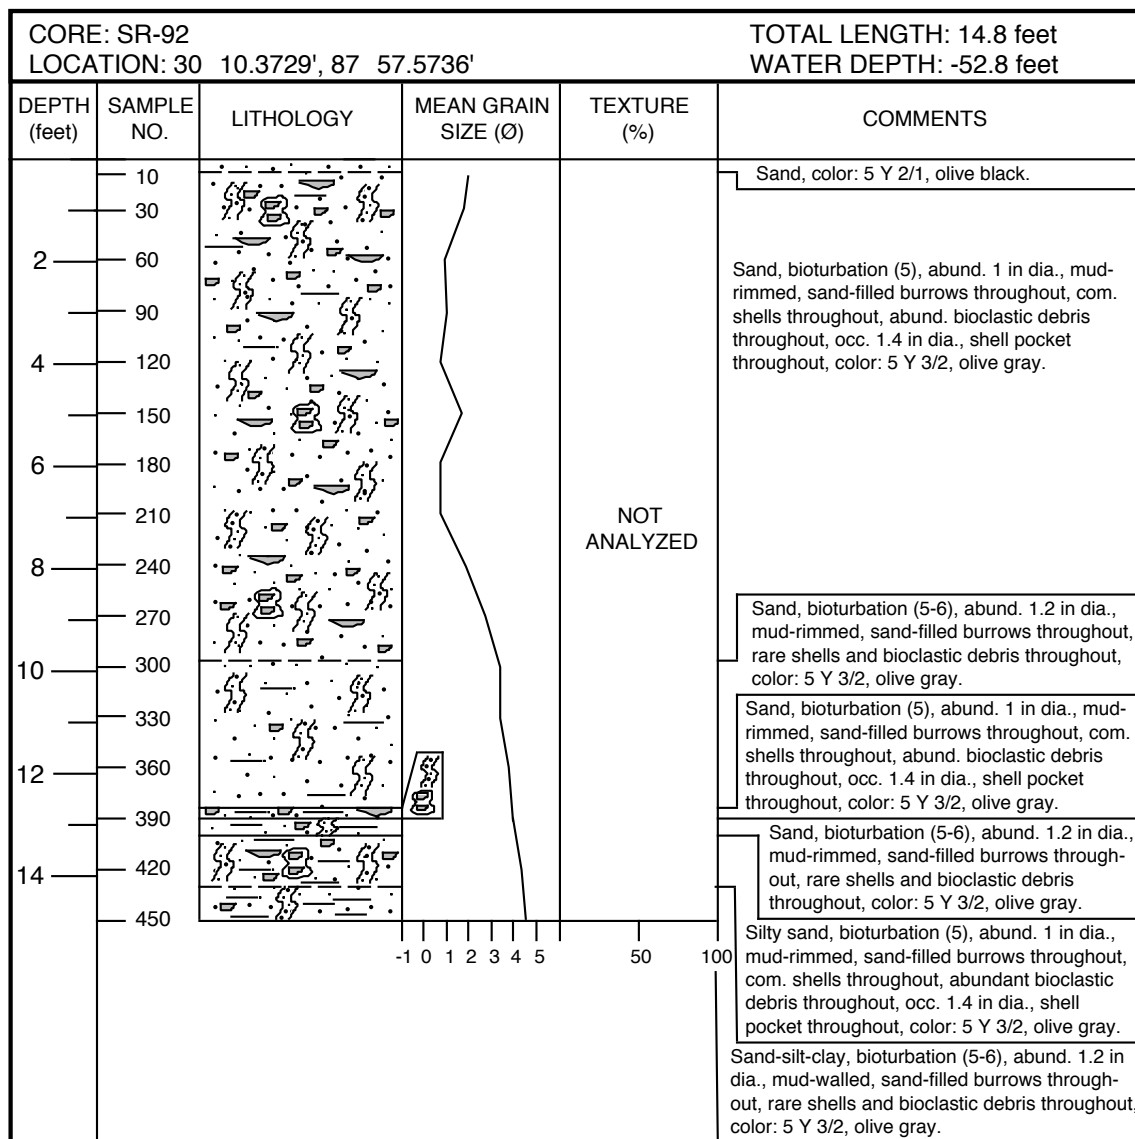 CORE: SR-92
TOTAL LENGTH: 14.8 feet
LOCATION: 30 10.3729', 87 57.5736'
WATER DEPTH: -52.8 feet
DEPTH
(feet)
SAMPLE
NO.
LITHOLOGY
MEAN GRAIN
SIZE (Ø)
TEXTURE
(%)
COMMENTS
2
4
6
8
10
12
14
10
30
60
90
120
150
180
210
240
270
300
330
360
390
420
450
-1 0 1 2 3 4 5
NOT
ANALYZED
50 100
Sand, color: 5 Y 2/1, olive black.
Sand, bioturbation (5), abund. 1 in dia., mud-
rimmed, sand-filled burrows throughout, com.
shells throughout, abund. bioclastic debris
throughout, occ. 1.4 in dia., shell pocket
throughout, color: 5 Y 3/2, olive gray.
Sand, bioturbation (5-6), abund. 1.2 in dia.,
mud-rimmed, sand-filled burrows throughout,
rare shells and bioclastic debris throughout,
color: 5 Y 3/2, olive gray.
Sand, bioturbation (5), abund. 1 in dia., mud-
rimmed, sand-filled burrows throughout, com.
shells throughout, abund. bioclastic debris
throughout, occ. 1.4 in dia., shell pocket
throughout, color: 5 Y 3/2, olive gray.
Sand, bioturbation (5-6), abund. 1.2 in dia.,
mud-rimmed, sand-filled burrows through-
out, rare shells and bioclastic debris
throughout, color: 5 Y 3/2, olive gray.
Silty sand, bioturbation (5), abund. 1 in dia.,
mud-rimmed, sand-filled burrows throughout,
com. shells throughout, abundant bioclastic
debris throughout, occ. 1.4 in dia., shell
pocket throughout, color: 5 Y 3/2, olive gray.
Sand-silt-clay, bioturbation (5-6), abund. 1.2 in
dia., mud-walled, sand-filled burrows through-
out, rare shells and bioclastic debris throughout,
color: 5 Y 3/2, olive gray.